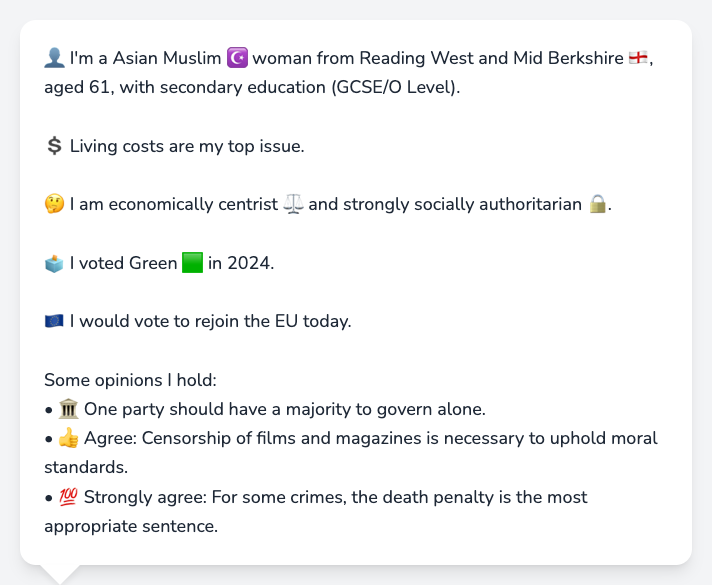 👤 I'm a Asian Muslim ☪️ woman from Reading West and Mid Berkshire 🏴󠁧󠁢󠁥󠁮󠁧󠁿,
aged 61, with secondary education (GCSE/O Level).
💲 Living costs are my top issue.
🤔 I am economically centrist ⚖️ and strongly socially authoritarian 🔒.
🗳️ I voted Green 🟩 in 2024.
🇪🇺 I would vote to rejoin the EU today.
Some opinions I hold:
• 🏛️ One party should have a majority to govern alone.
• 👍 Agree: Censorship of films and magazines is necessary to uphold moral
standards.
• 💯 Strongly agree: For some crimes, the death penalty is the most
appropriate sentence.